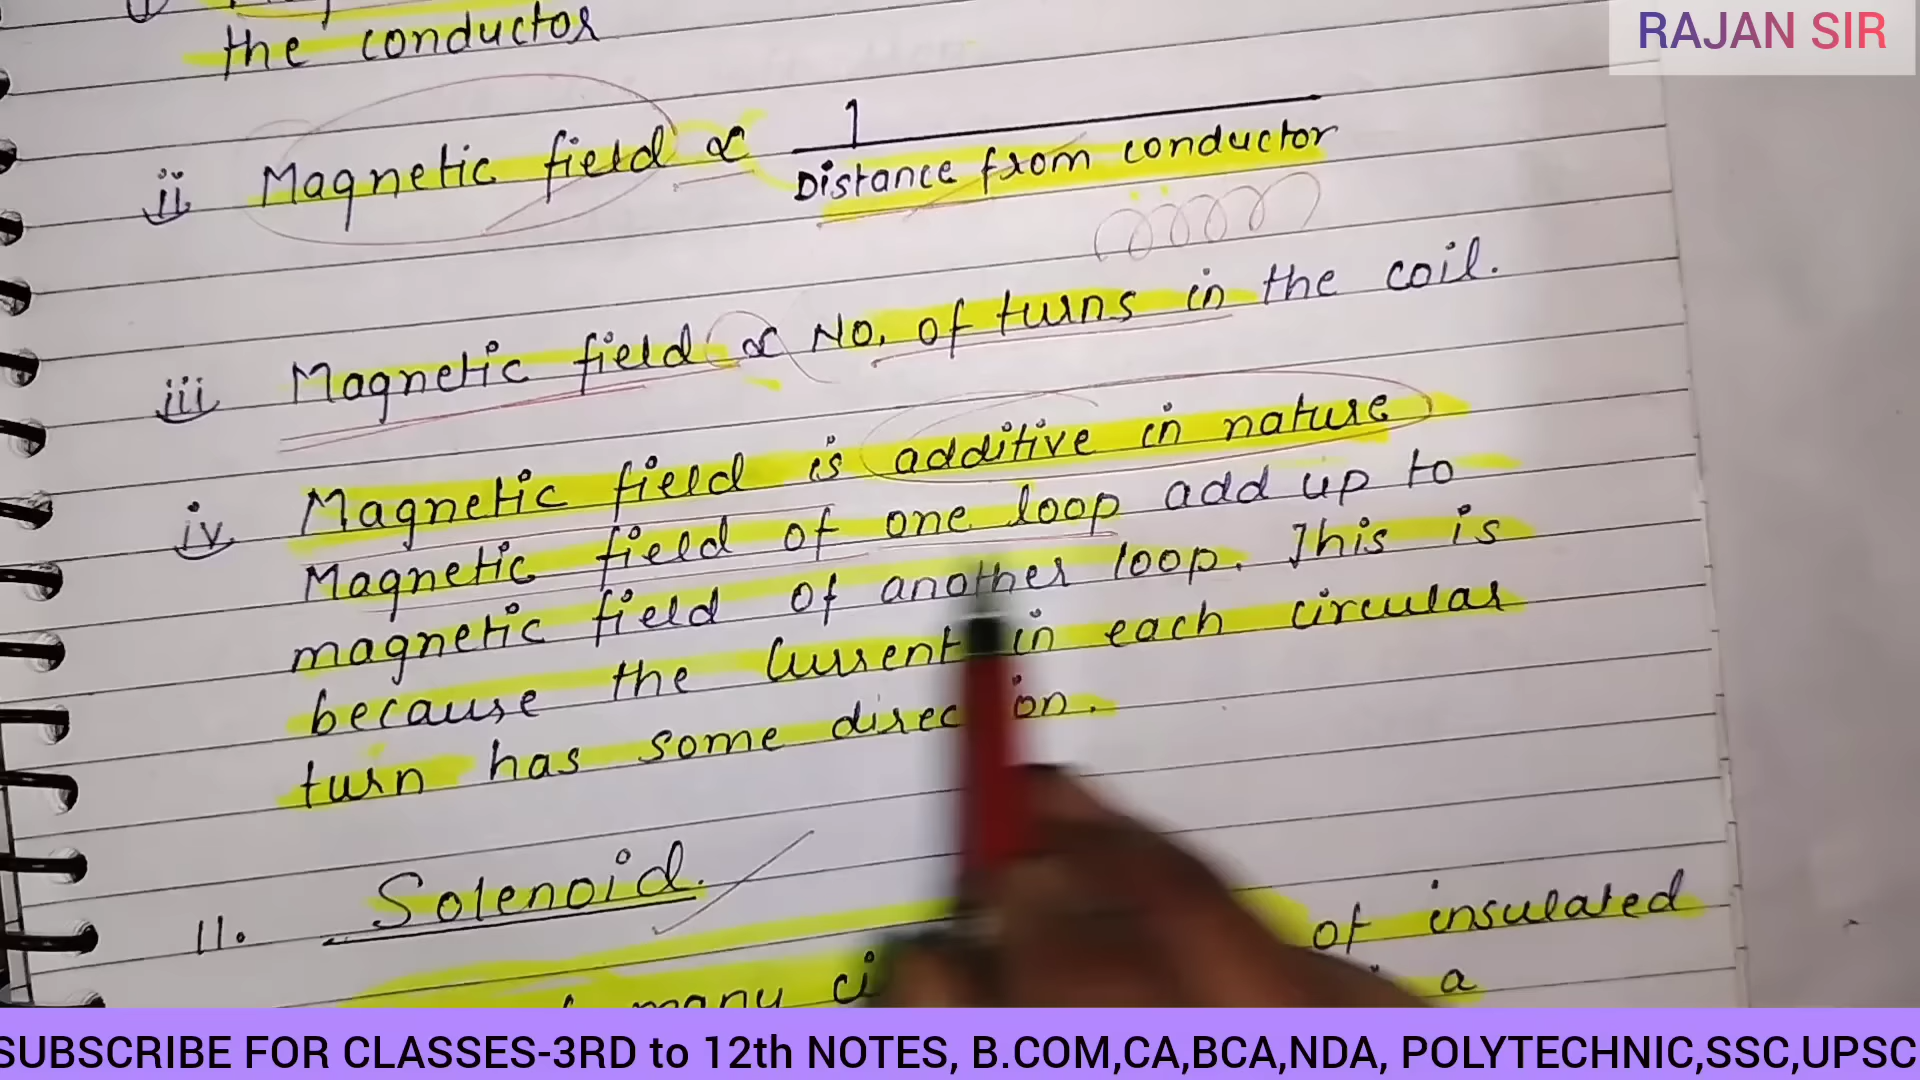 RAJAN SIR
the conductor
ii Magnetic field ∝ 1
Distance from conductor
iii Magnetic field ∝ No. of turns in the coil.
iv Magnetic field is additive in nature
Magnetic field of one loop add up to
magnetic field of another loop. This is
because the current in each circular
turn has some direc on.
11. Solenoid.
of insulated
many ci a
SUBSCRIBE FOR CLASSES-3RD to 12th NOTES, B.COM,CA,BCA,NDA, POLYTECHNIC,SSC,UPSC